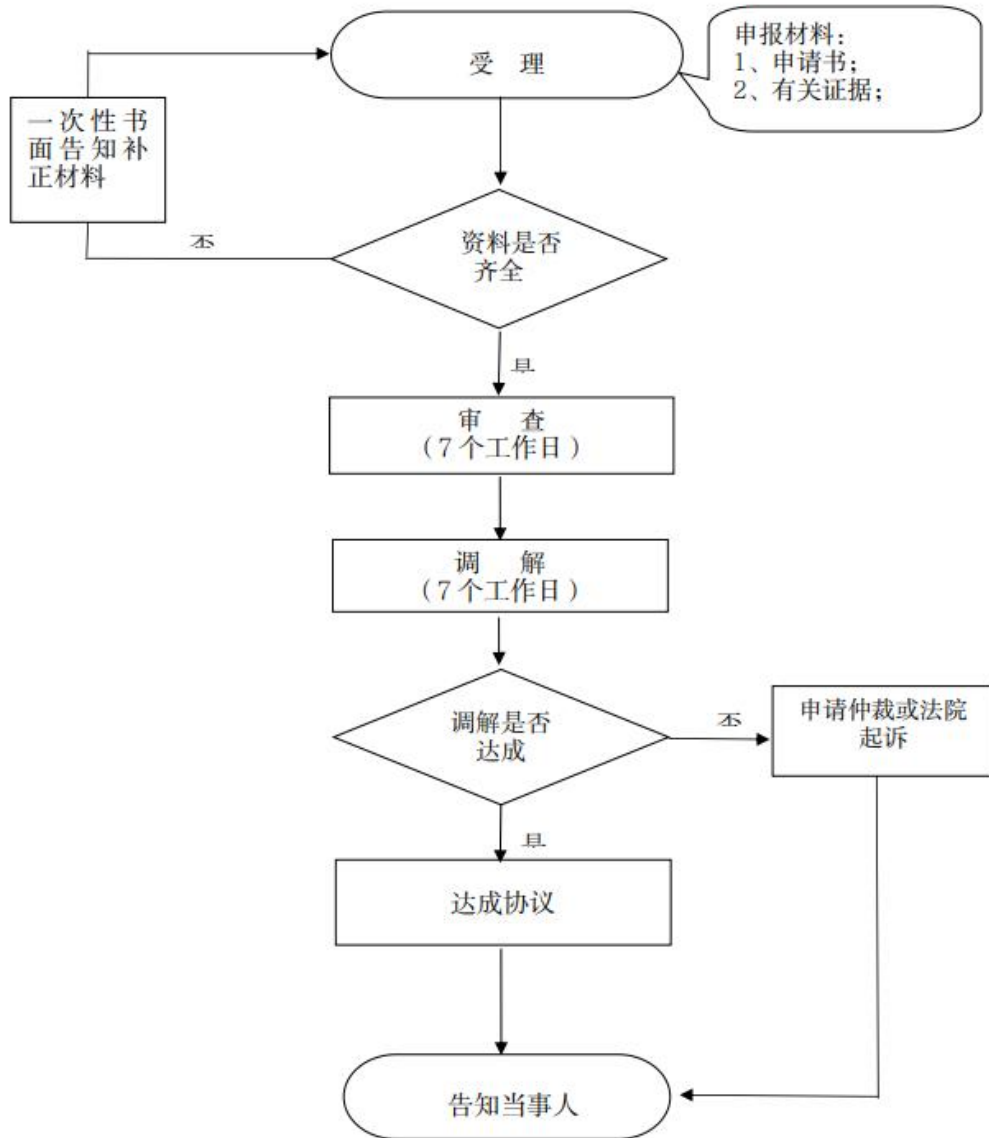 受 理
申报材料：
1、申请书；
2、有关证据；
一次性书
面告知补
正材料
否
资料是否
齐全
是
审 查
（7个工作日）
调 解
（7个工作日）
调解是否
达成
否
申请仲裁或法院
起诉
是
达成协议
告知当事人